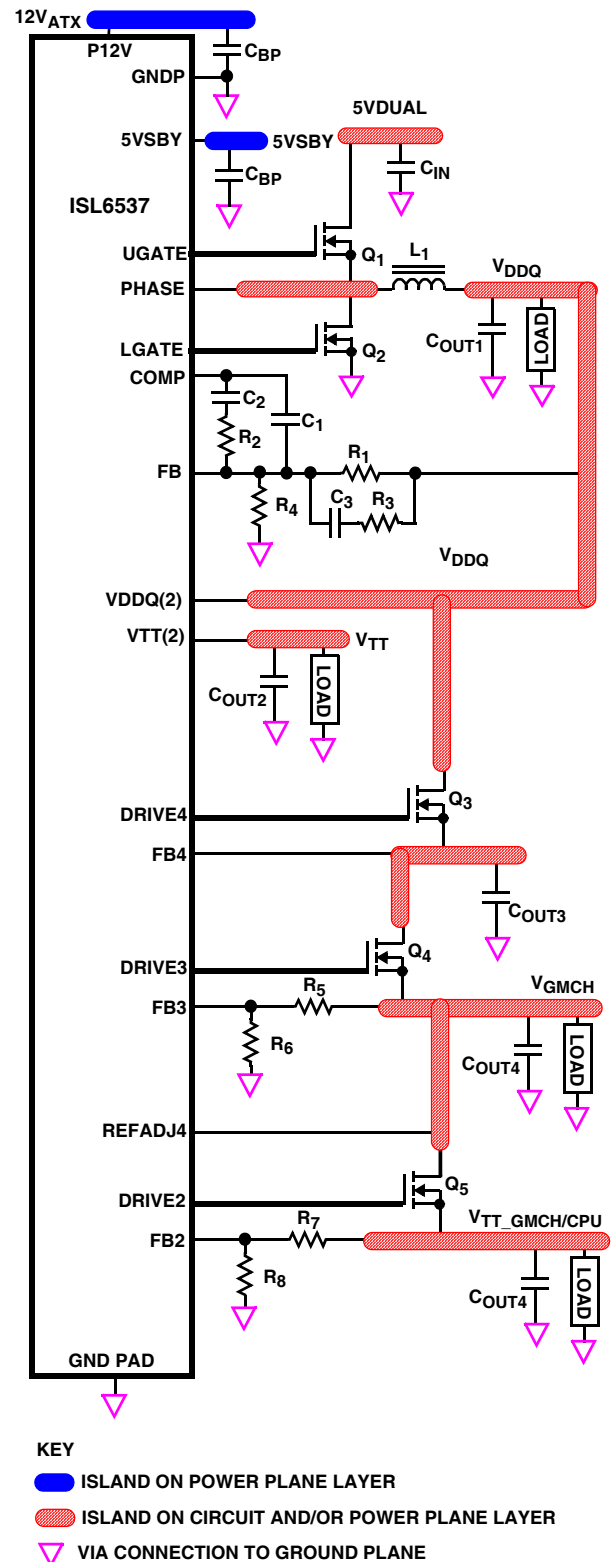 12VATX
P12V
CBP
GNDP
5VDUAL
5VSBY
5VSBY
CBP
CIN
ISL6537
UGATE
Q1
L1
VDDQ
PHASE
LGATE
Q2
COUT1
LOAD
COMP
C2
C1
R2
R1
FB
R4
C3
R3
VDDQ
VDDQ(2)
VTT(2)
VTT
COUT2
LOAD
Q3
DRIVE4
FB4
COUT3
Q4
DRIVE3
R5
VGMCH
FB3
R6
COUT4
LOAD
REFADJ4
Q5
DRIVE2
R7
VTT_GMCH/CPU
FB2
R8
COUT4
LOAD
GND PAD
KEY
ISLAND ON POWER PLANE LAYER
ISLAND ON CIRCUIT AND/OR POWER PLANE LAYER
VIA CONNECTION TO GROUND PLANE